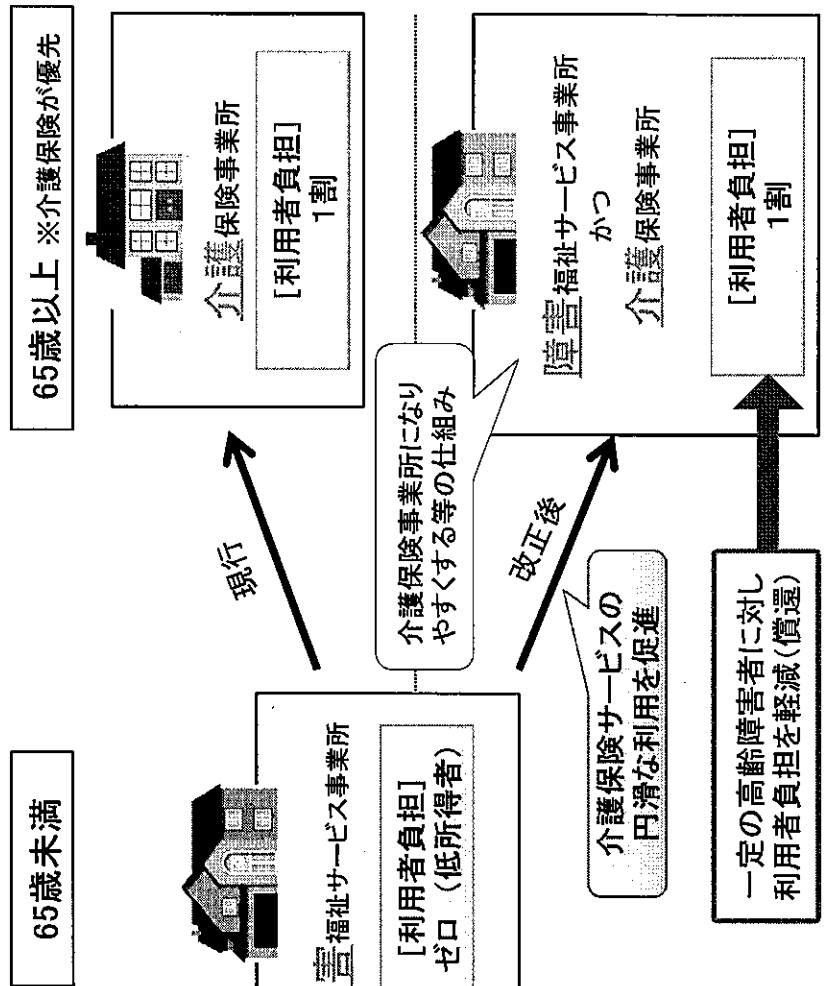 65歳未満
害福祉サービス事業所
[利用者負担]
ゼロ（低所得者）
現行
改正後
介護保険事業所になり
やすくする等の仕組み
介護保険サービスの
円滑な利用を促進
一定の高齢障害者に対し
利用者負担を軽減（償還）
65歳以上 ※介護保険が優先
介護保険事業所
[利用者負担]
1割
障害福祉サービス事業所
かつ
介護保険事業所
[利用者負担]
1割